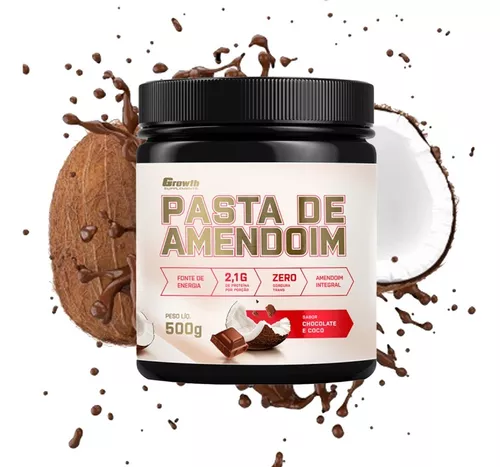 Growth
PASTA DE
AMENDOIM
FONTE DE
ENERGIA
2,1G
DE PROTEÍNA
POR PORÇÃO
ZERO
GORDURA
TRANS
AMENDOIM
INTEGRAL
PESO LÍQ.
500g
SABOR
CHOCOLATE
E COCO